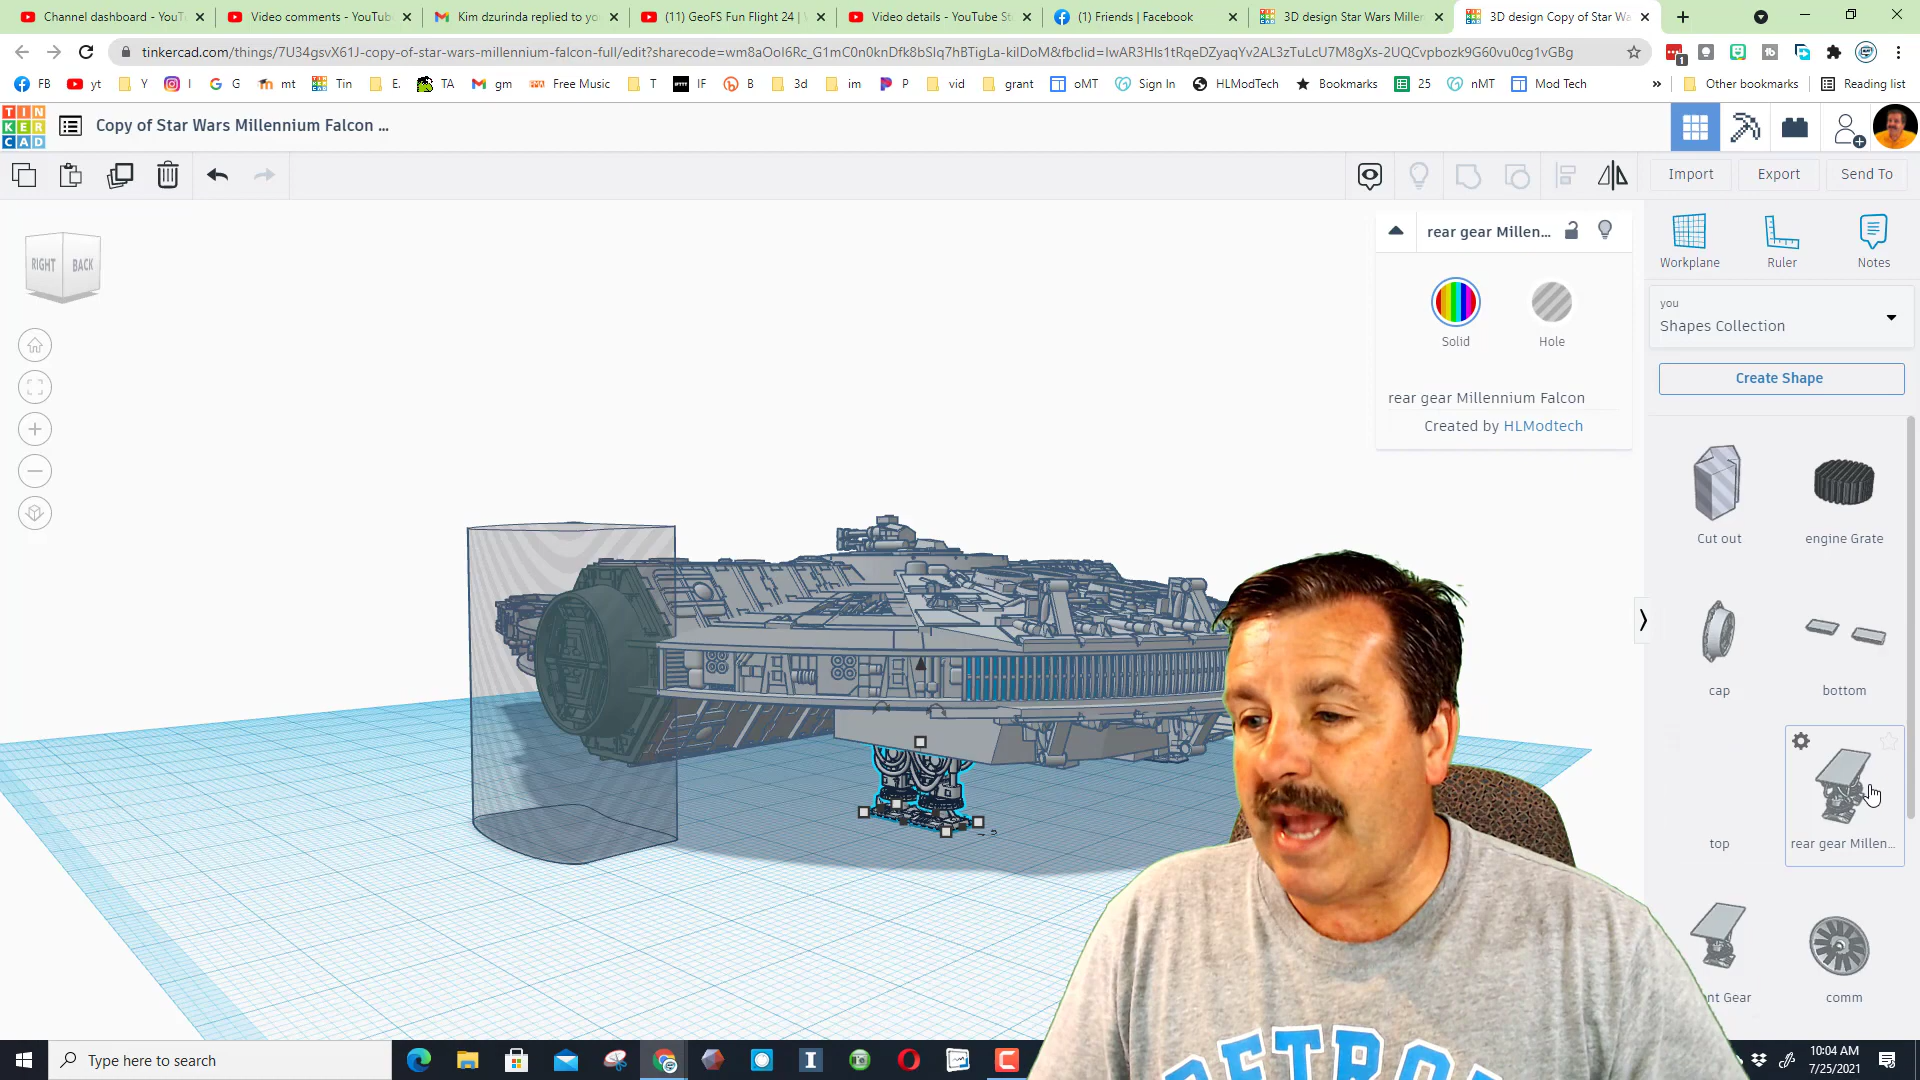 Channel dashboard - YouTu
Video comments - YouTube
Kim dzurinda replied to yo
(11) GeoFS Fun Flight 24 |
Video details - YouTube St
(1) Friends | Facebook
3D design Star Wars Miller
3D design Copy of Star Wa
tinkercad.com/things/7U34gsvX61J-copy-of-star-wars-millennium-falcon-full/edit?sharecode=wm8aOoI6Rc_G1mC0n0knDfk8bSlq7hBTigLa-kilDoM&fbclid=IwAR3HIs1tRqeDZyaqYv2AL3zTuLcU7M8gXs-2UQCvpbozk9G60vu0cg1vGBg
FB yt Y I G mt Tin E. TA gm Free Music T IF B 3d im P vid grant oMT Sign In HLModTech Bookmarks 25 nMT Mod Tech » Other bookmarks Reading list
TIN
KER
CAD
Copy of Star Wars Millennium Falcon ...
Import
Export
Send To
RIGHT
BACK
rear gear Millen...
Solid
Hole
rear gear Millennium Falcon
Created by HLModtech
Workplane
Ruler
Notes
you
Shapes Collection
Create Shape
Cut out
engine Grate
cap
bottom
top
rear gear Millen...
nt Gear
comm
DETRO
Type here to search
10:04 AM
7/25/2021